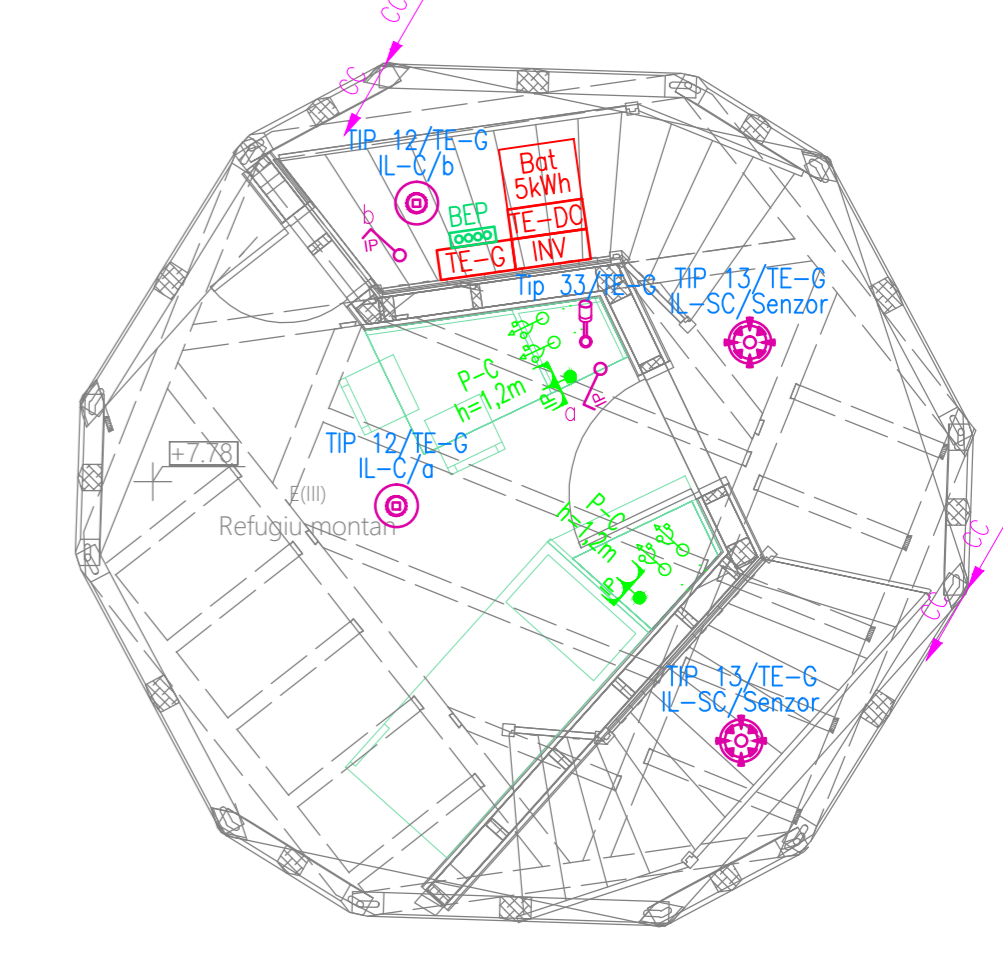 CC
CC
TIP 12/TE-G
IL-C/b
Bat
5kWh
b
BEP
TE-DC
IP
TE-G
INV
Tip 33/TE-G
TIP 13/TE-G
IL-SC/Senzor
P-C
h=1,2m
IP
a
IP
TIP 12/TE-G
IL-C/a
+7.78
E(III)
Refugiu montan
P-C
h=1,2m
IP
CC
CC
TIP 13/TE-G
IL-SC/Senzor